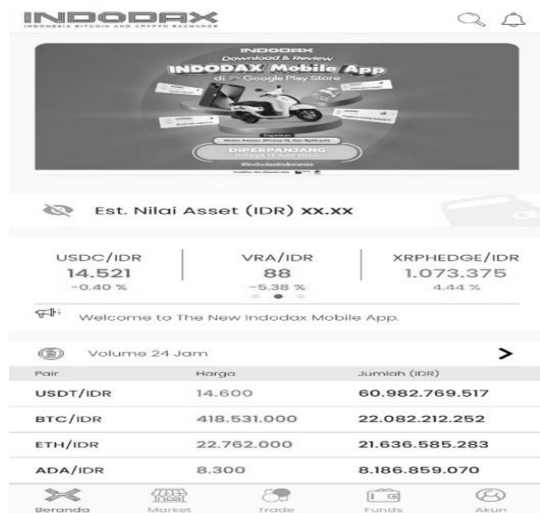 INDODAX
INDONESIA BITCOIN AND CRYPTO EXCHANGE
INDODAX
Download & Review
INDODAX Mobile App
di Google Play Store
DIPERPANJANG
Est. Nilai Asset (IDR) xx.xx
USDC/IDR VRA/IDR XRPHEDGE/IDR
14.521 88 1.073.375
-0.40 % -5.38 % 4.44 %
Welcome to The New Indodax Mobile App.
Volume 24 Jam
Pair Harga Jumlah (IDR)
USDT/IDR 14.600 60.982.769.517
BTC/IDR 418.531.000 22.082.212.252
ETH/IDR 22.762.000 21.636.585.283
ADA/IDR 8.300 8.186.859.070
Beranda Market Trade Funds Akun